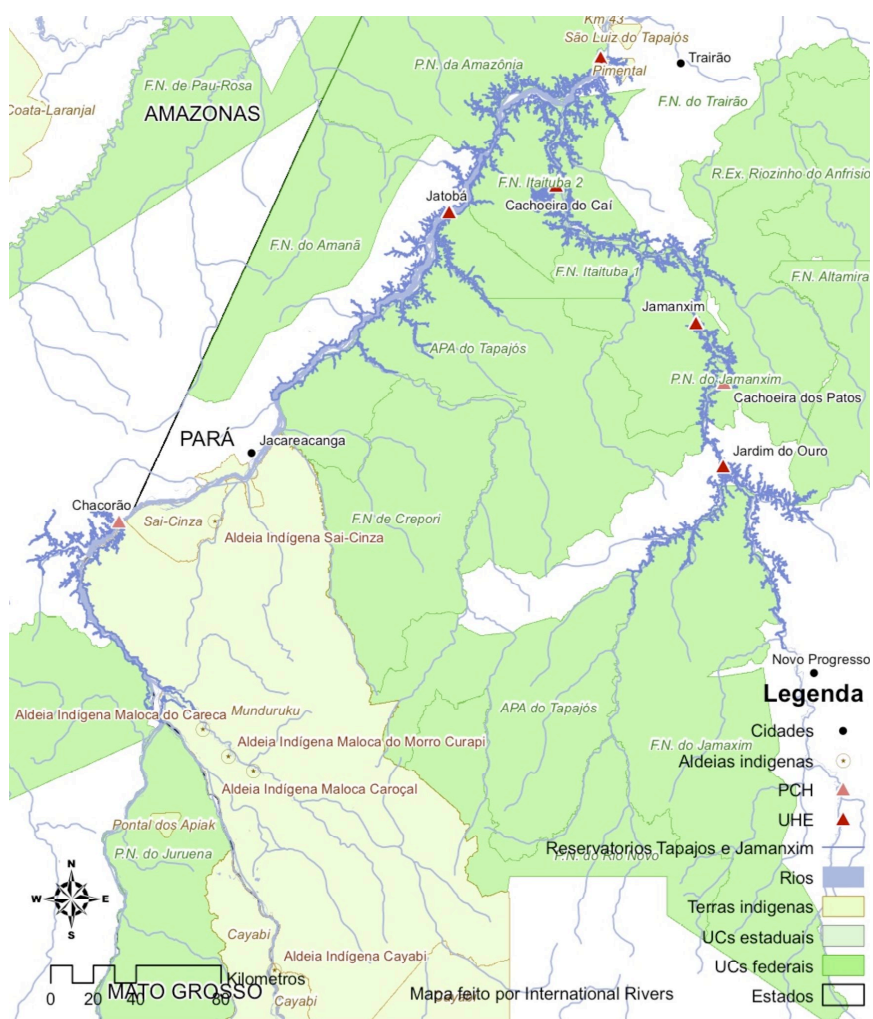 Km 43
São Luiz do Tapajós
P.N. da Amazônia
Trairão
Pimental
F.N. de Pau-Rosa
Coata-Laranjal
AMAZONAS
F.N. do Trairão
R.Ex. Riozinho do Anfrisio
F.N. Itaituba 2
Jatobá
Cachoeira do Caí
F.N. do Amanã
F.N. Itaituba 1
F.N. Altamira
Jamanxim
APA do Tapajós
P.N. do Jamanxim
Cachoeira dos Patos
PARÁ
Jacareacanga
Jardim do Ouro
Chacorão
Sai-Cinza
F.N de Crepori
Aldeia Indígena Sai-Cinza
Novo Progresso
Legenda
Munduruku
APA do Tapajós
Aldeia Indígena Maloca do Careca
Cidades
Aldeia Indígena Maloca do Morro Curapi
F.N. do Jamaxim
Aldeias indigenas
Aldeia Indígena Maloca Caroçal
PCH
Pontal dos Apiak
UHE
P.N. do Juruena
F.N. do Rio Novo
Reservatorios Tapajos e Jamanxim
Rios
N
W E
S
Terras indigenas
Cayabi
UCs estaduais
Aldeia Indígena Cayabi
UCs federais
Kilometros
0 20 40 80
MATO GROSSO
Cayabi
Cayabi
Mapa feito por International Rivers
Estados